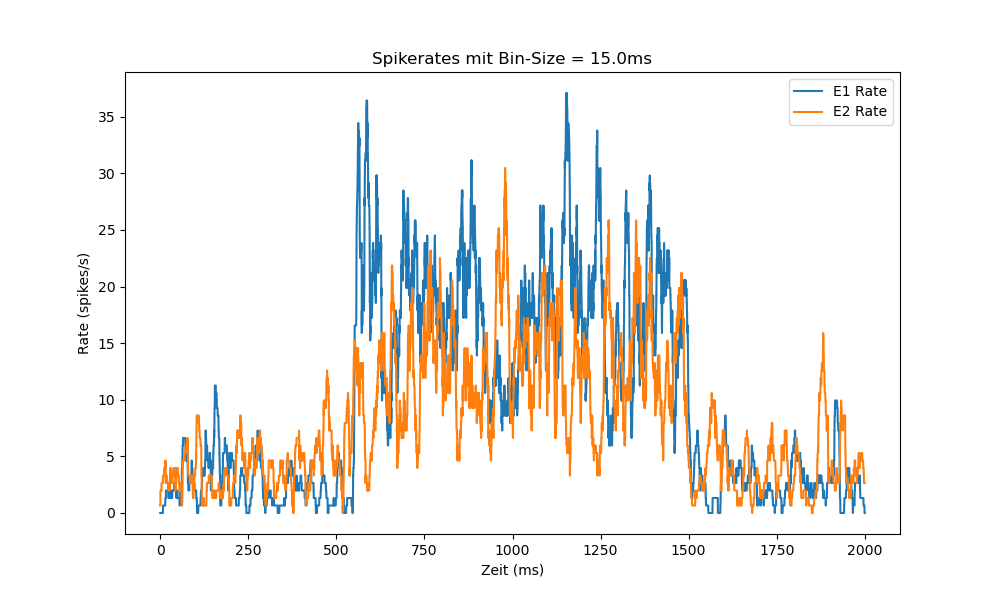 Spikerates mit Bin-Size = 15.0ms
E1 Rate
E2 Rate
Rate (spikes/s)
35
30
25
20
15
10
5
0
0 250 500 750 1000 1250 1500 1750 2000
Zeit (ms)